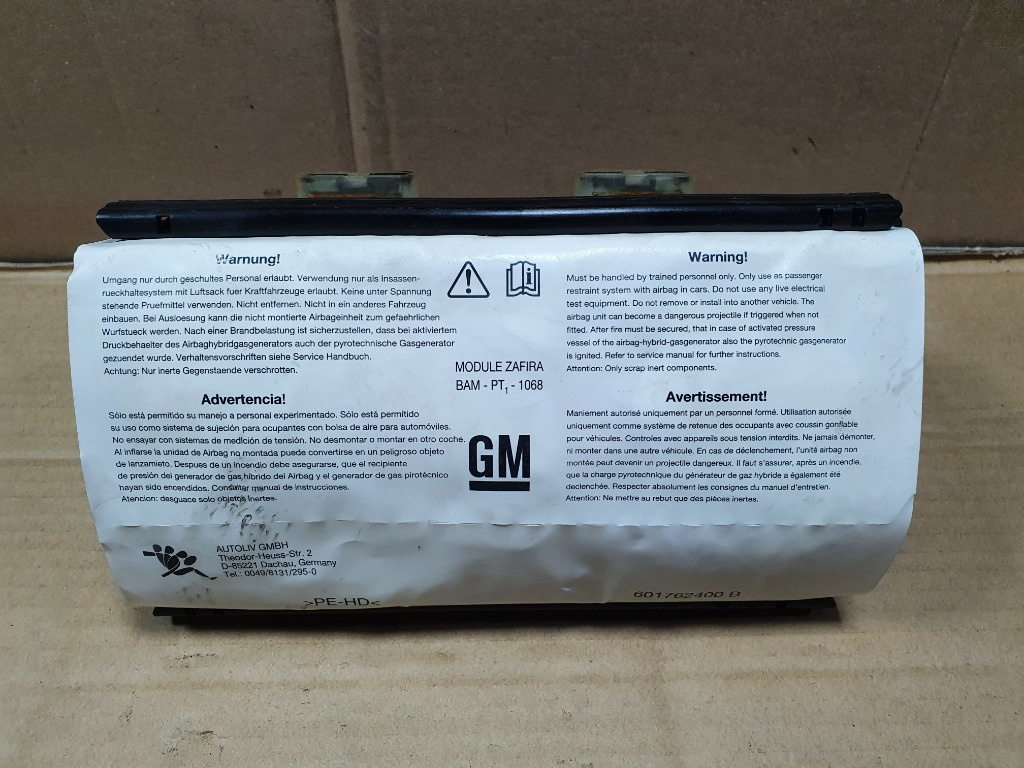 Warnung!
Umgang nur durch geschultes Personal erlaubt. Verwendung nur als Insassen-
rueckhaltesystem mit Luftsack fuer Kraftfahrzeuge erlaubt. Keine unter Spannung
stehende Pruefmittel verwenden. Nicht entfernen. Nicht in ein anderes Fahrzeug
einbauen. Bei Ausloesung kann die nicht montierte Airbageinheit zum gefaehrlichen
Wurfstueck werden. Nach einer Brandbelastung ist sicherzustellen, dass bei aktiviertem
Druckbehaelter des Airbaghybridgasgenerators auch der pyrotechnische Gasgenerator
gezuendet wurde. Verhaltensvorschriften siehe Service Handbuch.
Achtung: Nur inerte Gegenstaende verschrotten.
Warning!
Must be handled by trained personnel only. Only use as passenger
restraint system with airbag in cars. Do not use any live electrical
test equipment. Do not remove or install into another vehicle. The
airbag unit can become a dangerous projectile if triggered when not
fitted. After fire must be secured, that in case of activated pressure
vessel of the airbag-hybrid-gasgenerator also the pyrotechnic gasgenerator
is ignited. Refer to service manual for further instructions.
Attention: Only scrap inert components.
MODULE ZAFIRA
BAM - PT1 - 1068
GM
Advertencia!
Sólo está permitido su manejo a personal experimentado. Sólo está permitido
su uso como sistema de sujeción para ocupantes con bolsa de aire para automóviles.
No ensayar con sistemas de medición de tensión. No desmontar o montar en otro coche.
Al inflarse la unidad de Airbag no montada puede convertirse en un peligroso objeto
de lanzamiento. Despues de un incendio debe asegurarse, que el recipiente
de presión del generador de gas híbrido del Airbag y el generador de gas pirotécnico
hayan sido encendidos. Consultar manual de instrucciones.
Atencion: desguace solo objetos inertes.
Avertissement!
Maniement autorisé uniquement par un personnel formé. Utilisation autorisée
uniquement comme système de retenue des occupants avec coussin gonflable
pour véhicules. Controles avec appareils sous tension interdits. Ne jamais démonter,
ni monter dans une autre véhicule. En cas de déclenchement, l'unité airbag non
montée peut devenir un projectile dangereux. Il faut s'assurer, après un incendie,
que la charge pyrotechnique du générateur de gaz hybride a également été
declenchée. Respecter absolument les consignes du manuel d'entretien.
Attention: Ne mettre au rebut que des pièces inertes.
AUTOLIV GMBH
Theodor-Heuss-Str. 2
D-85221 Dachau, Germany
Tel.: 0049/8131/295-0
>PE-HD<
601762400 B